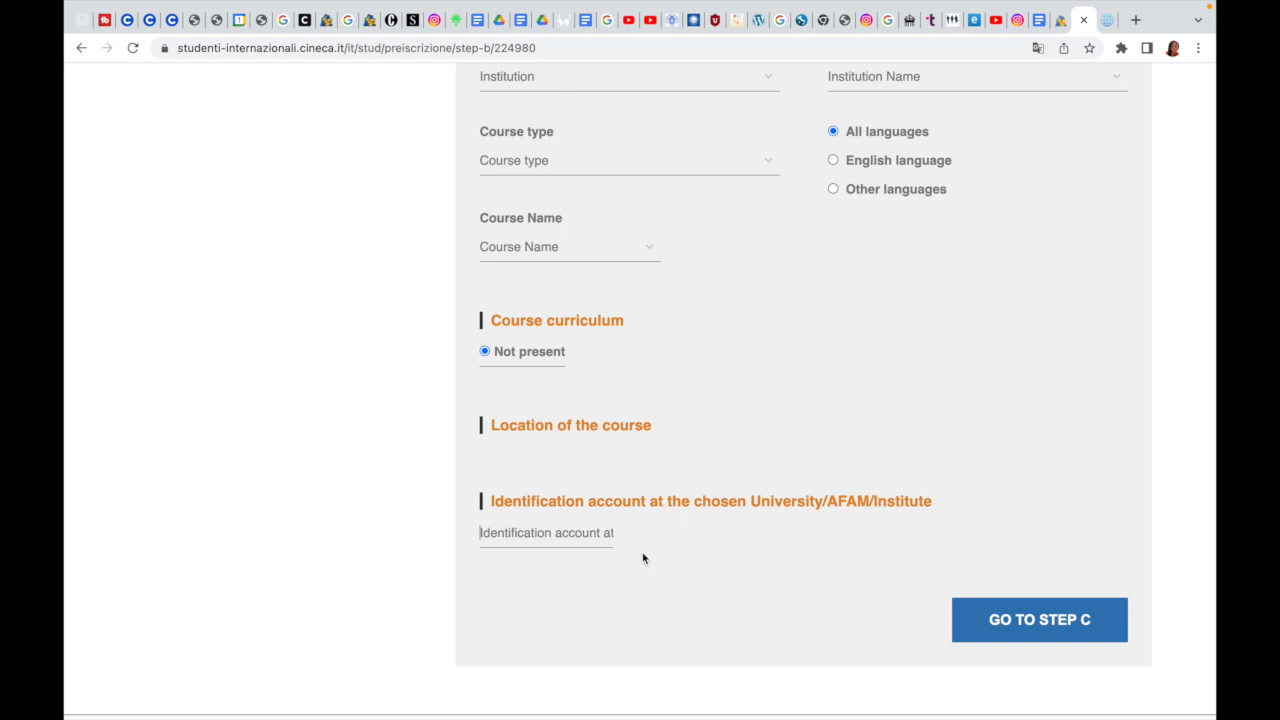 studenti-internazionali.cineca.it/it/stud/preiscrizione/step-b/224980
Institution
Institution Name
Course type
Course type
All languages
English language
Other languages
Course Name
Course Name
Course curriculum
Not present
Location of the course
Identification account at the chosen University/AFAM/Institute
Identification account at
GO TO STEP C